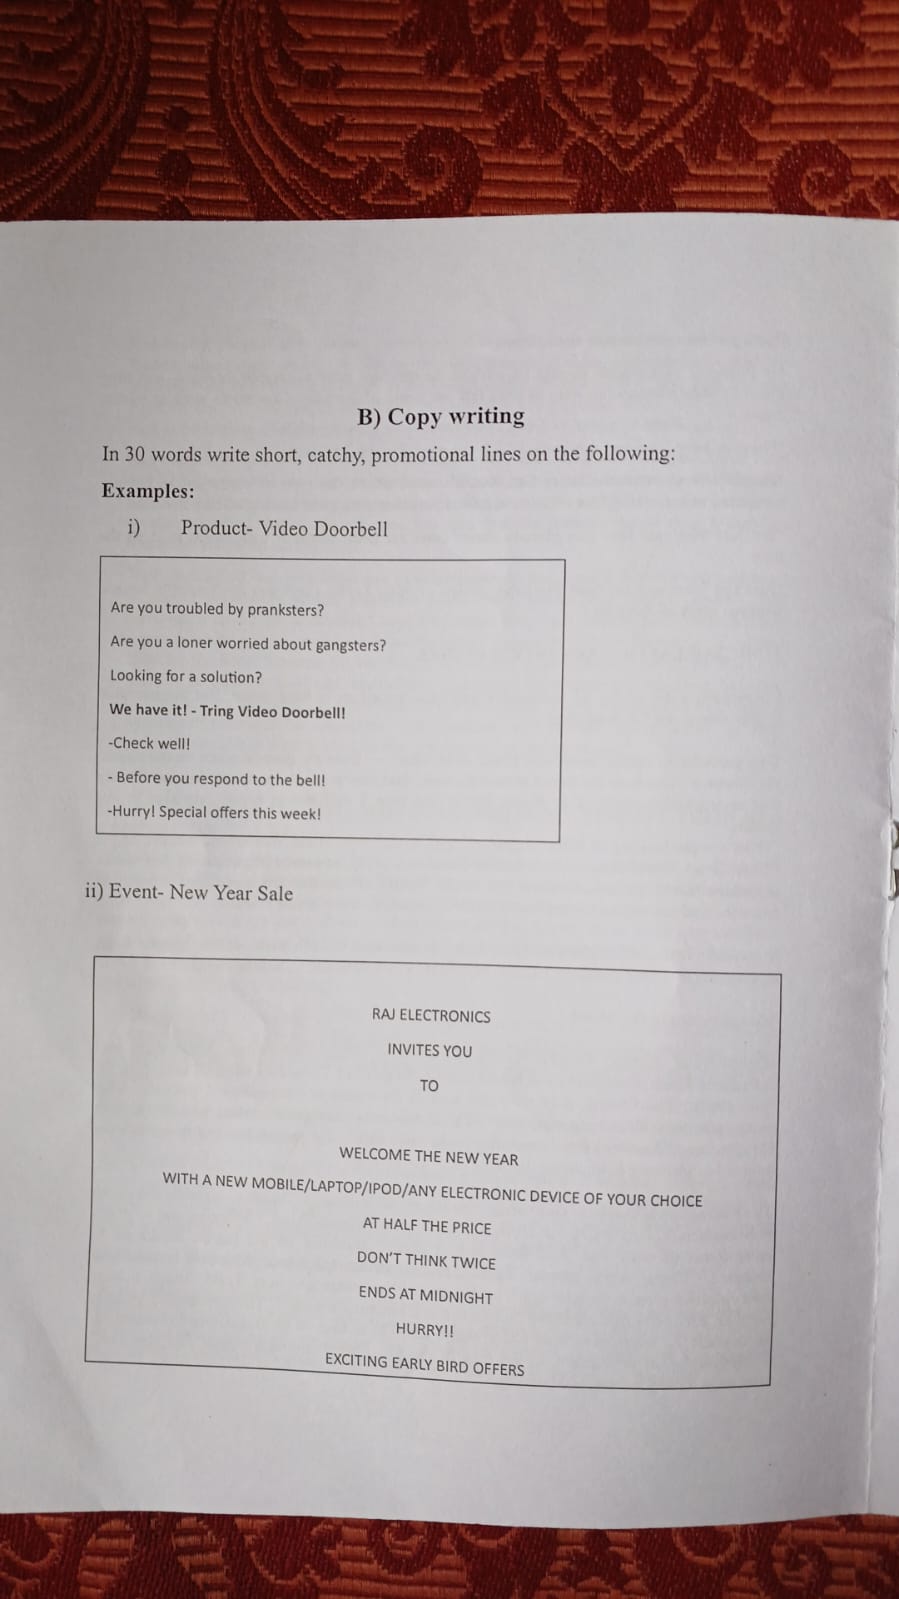 B) Copy writing
In 30 words write short, catchy, promotional lines on the following:
Examples:
i) Product- Video Doorbell
Are you troubled by pranksters?
Are you a loner worried about gangsters?
Looking for a solution?
We have it! - Tring Video Doorbell!
-Check well!
- Before you respond to the bell!
-Hurry! Special offers this week!
ii) Event- New Year Sale
RAJ ELECTRONICS
INVITES YOU
TO
WELCOME THE NEW YEAR
WITH A NEW MOBILE/LAPTOP/IPOD/ANY ELECTRONIC DEVICE OF YOUR CHOICE
AT HALF THE PRICE
DON'T THINK TWICE
ENDS AT MIDNIGHT
HURRY!!
EXCITING EARLY BIRD OFFERS